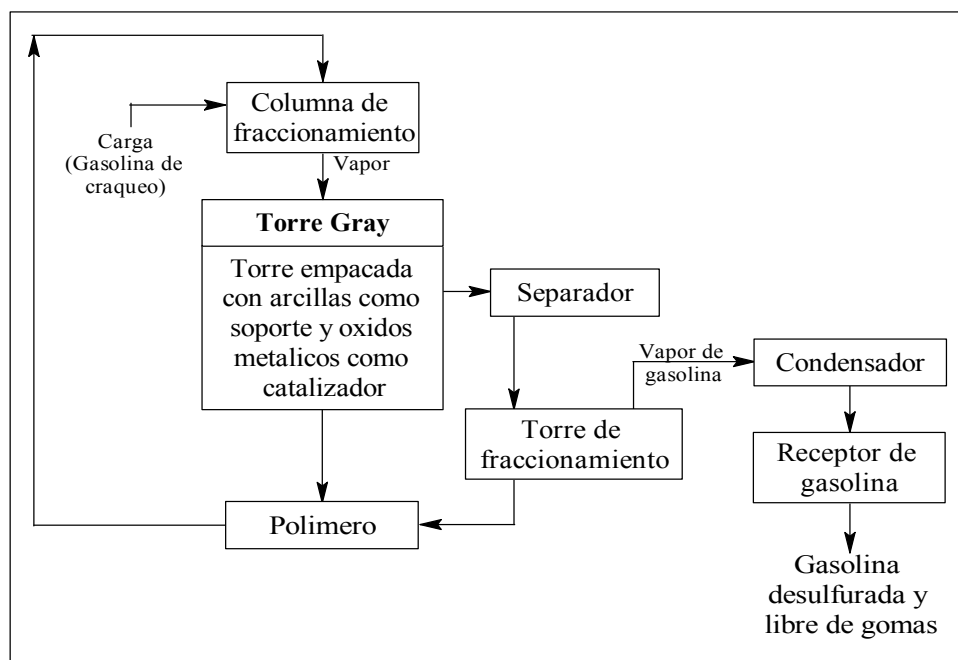 Columna de
fraccionamiento
Carga
(Gasolina de
craqueo)
Vapor
Torre Gray
Torre empacada
con arcillas como
soporte y oxidos
metalicos como
catalizador
Separador
Vapor de
gasolina
Condensador
Torre de
fraccionamiento
Receptor de
gasolina
Polimero
Gasolina
desulfurada y
libre de gomas